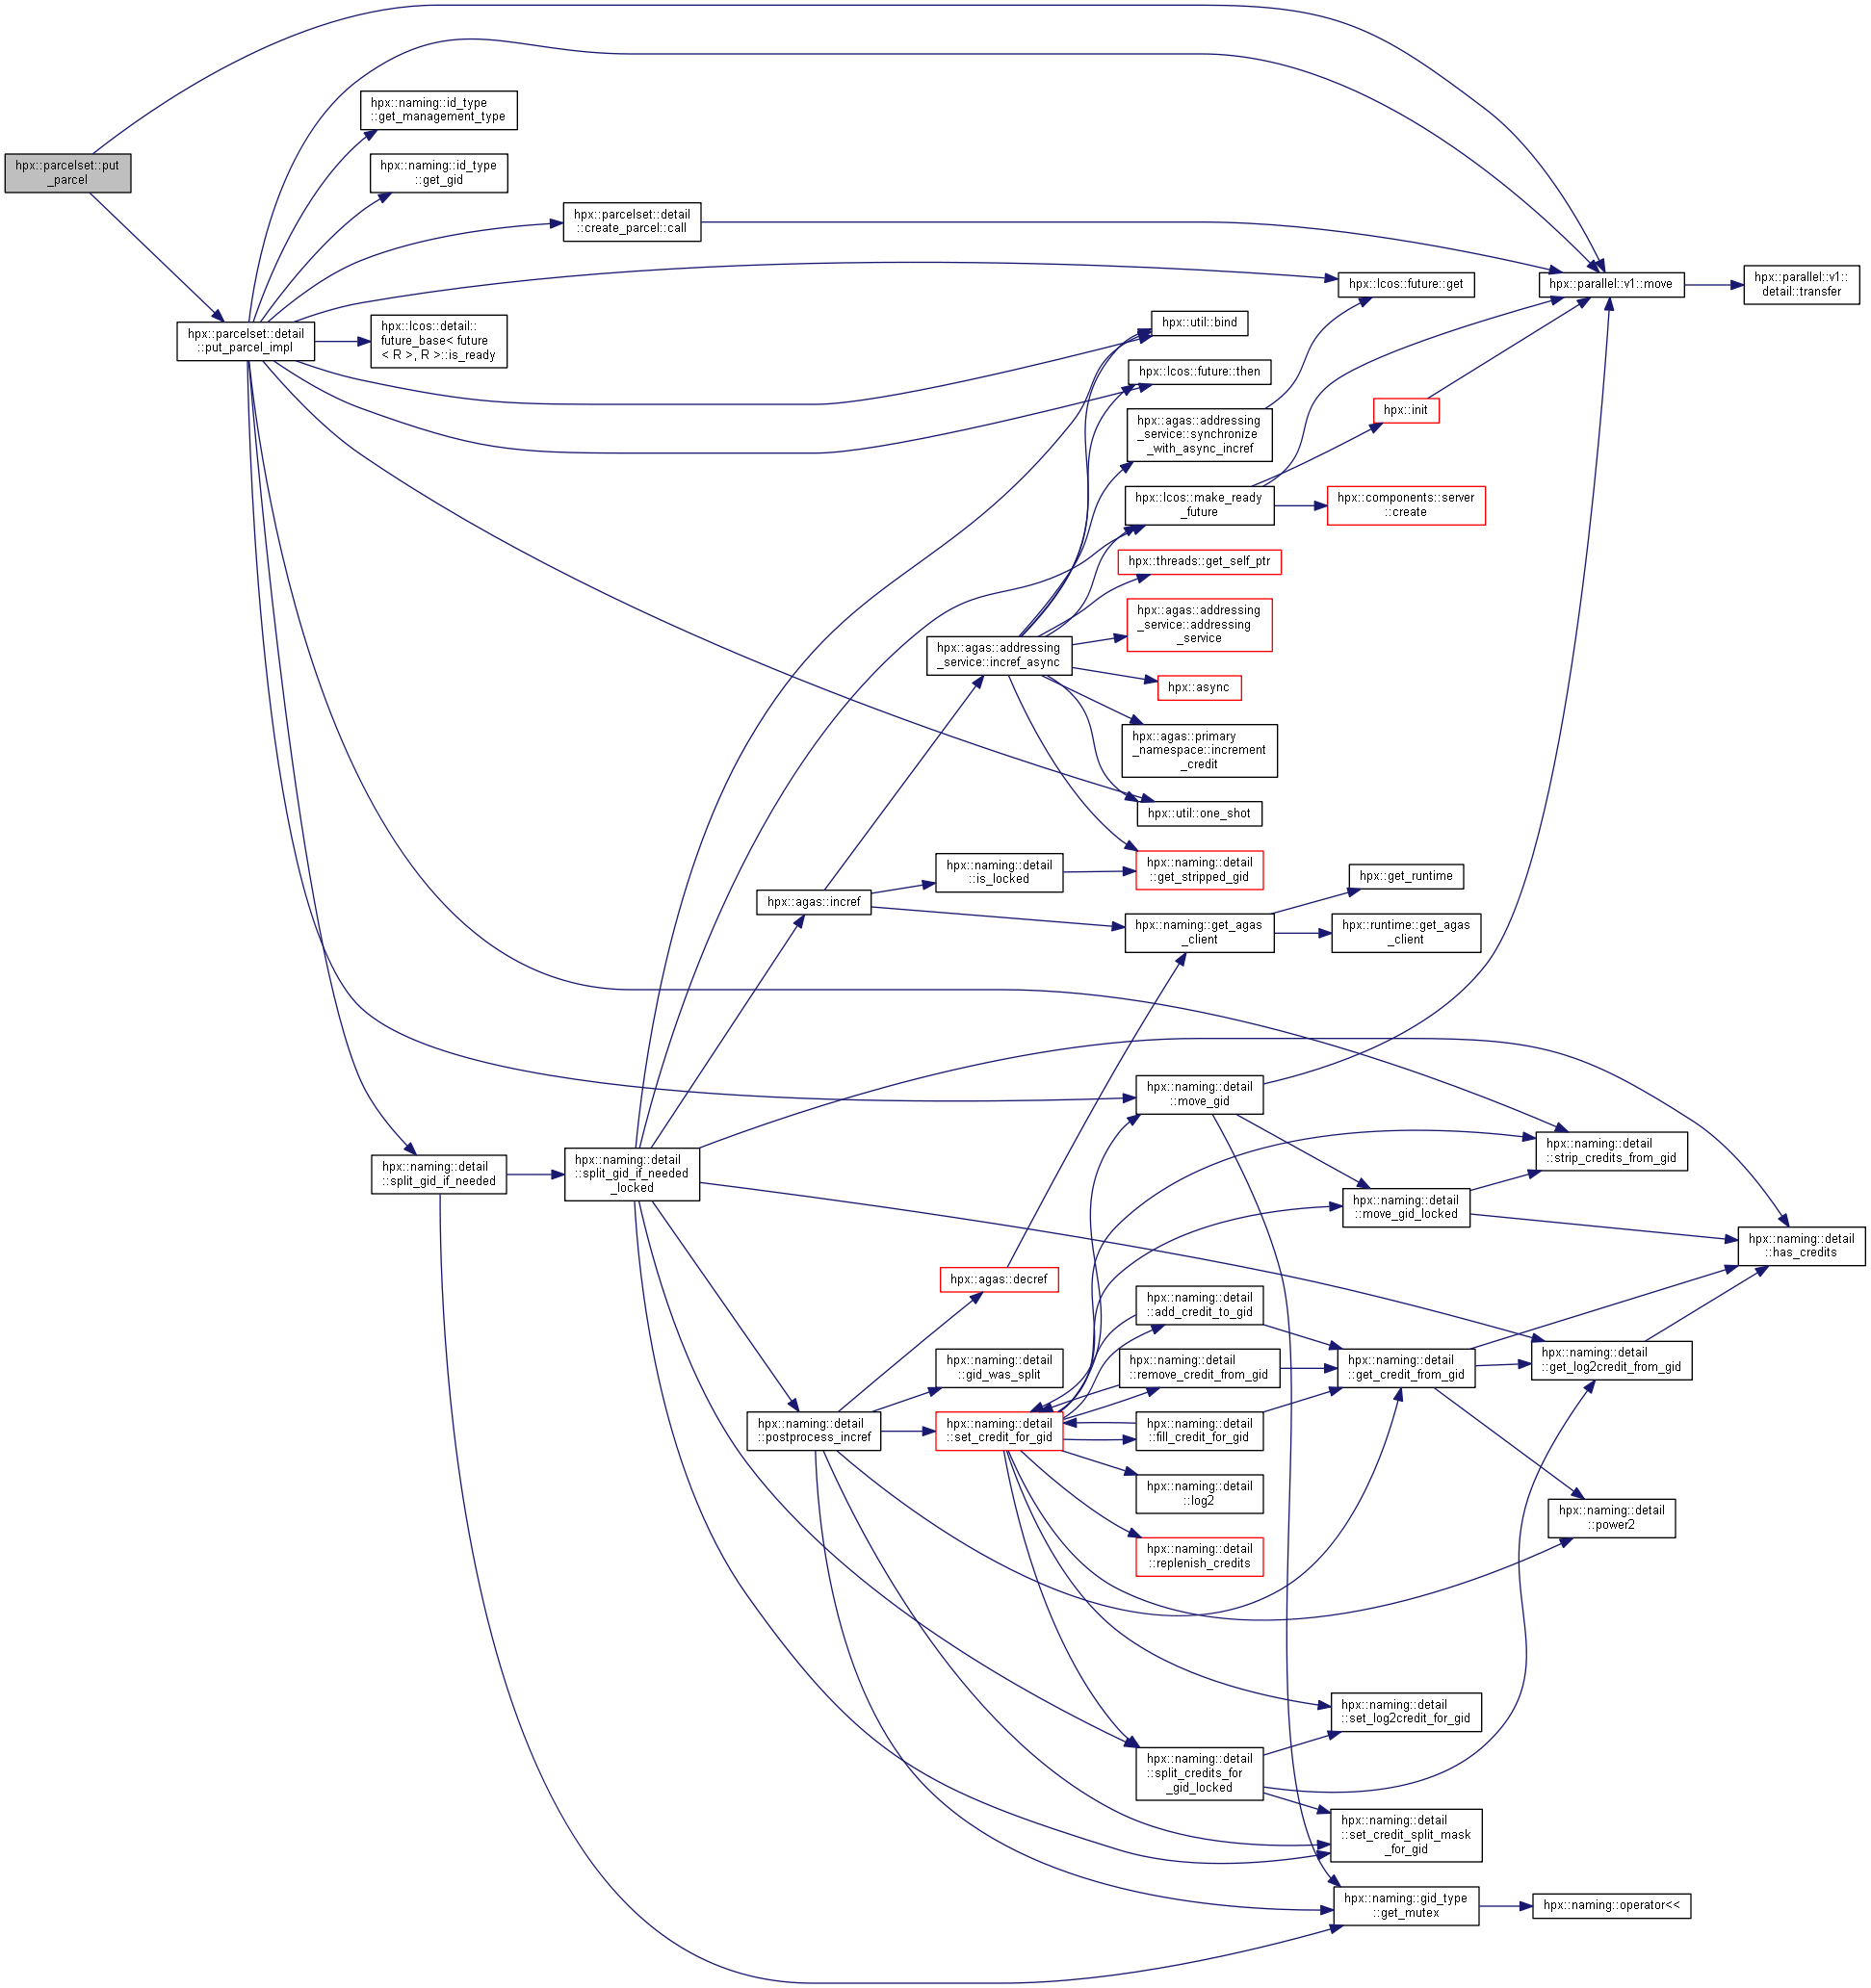 hpx::parcelset::put
_parcel
hpx::parcelset::detail
::put_parcel_impl
hpx::naming::id_type
::get_management_type
hpx::naming::id_type
::get_gid
hpx::lcos::detail::
future_base< future
< R >, R >::is_ready
hpx::naming::detail
::split_gid_if_needed
hpx::parcelset::detail
::create_parcel::call
hpx::naming::detail
::split_gid_if_needed
_locked
hpx::agas::incref
hpx::naming::detail
::postprocess_incref
hpx::agas::addressing
_service::incref_async
hpx::naming::detail
::is_locked
hpx::agas::decref
hpx::naming::detail
::gid_was_split
hpx::naming::detail
::set_credit_for_gid
hpx::util::bind
hpx::lcos::future::then
hpx::agas::addressing
_service::synchronize
_with_async_incref
hpx::lcos::make_ready
_future
hpx::threads::get_self_ptr
hpx::agas::addressing
_service::addressing
_service
hpx::async
hpx::agas::primary
_namespace::increment
_credit
hpx::util::one_shot
hpx::naming::detail
::get_stripped_gid
hpx::naming::get_agas
_client
hpx::naming::detail
::move_gid
hpx::naming::detail
::add_credit_to_gid
hpx::naming::detail
::remove_credit_from_gid
hpx::naming::detail
::fill_credit_for_gid
hpx::naming::detail
::log2
hpx::naming::detail
::replenish_credits
hpx::naming::detail
::split_credits_for
_gid_locked
hpx::lcos::future::get
hpx::init
hpx::components::server
::create
hpx::get_runtime
hpx::runtime::get_agas
_client
hpx::naming::detail
::move_gid_locked
hpx::naming::detail
::get_credit_from_gid
hpx::naming::detail
::set_log2credit_for_gid
hpx::naming::detail
::set_credit_split_mask
_for_gid
hpx::naming::gid_type
::get_mutex
hpx::parallel::v1::move
hpx::naming::detail
::strip_credits_from_gid
hpx::naming::detail
::get_log2credit_from_gid
hpx::naming::detail
::power2
hpx::naming::operator<<
hpx::parallel::v1::
detail::transfer
hpx::naming::detail
::has_credits